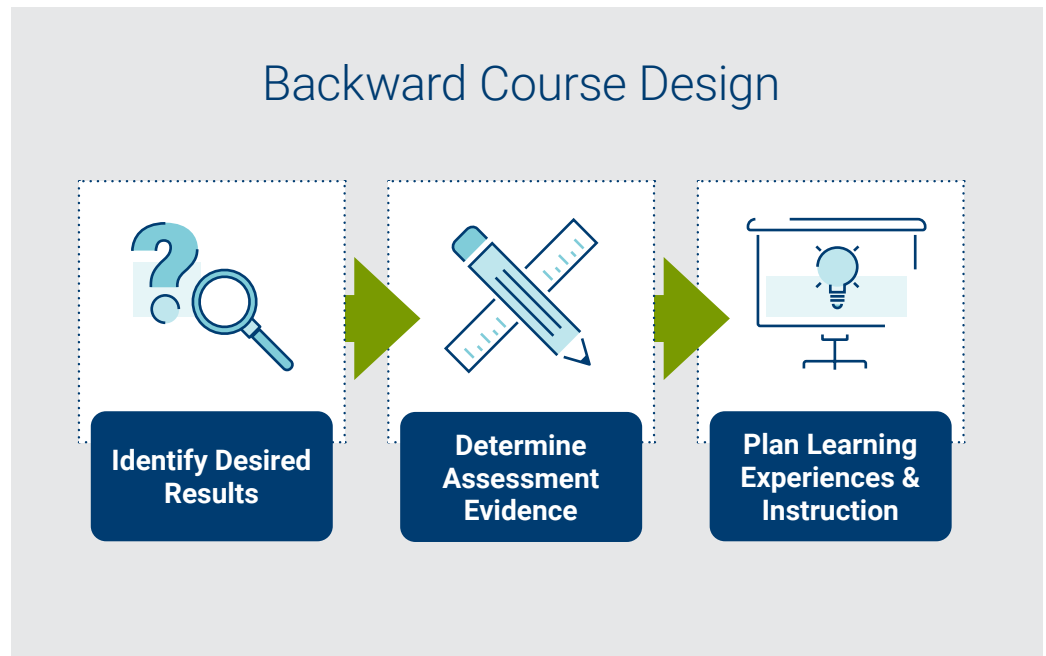 Backward Course Design
Identify Desired
Results
Determine
Assessment
Evidence
Plan Learning
Experiences &
Instruction